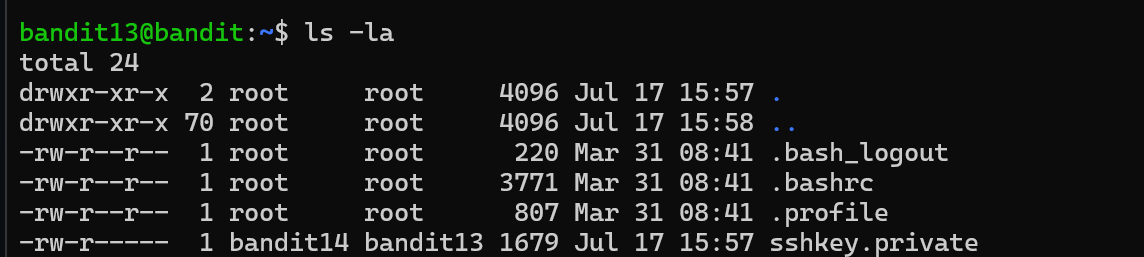 bandit13@bandit:~$ ls -la
total 24
drwxr-xr-x  2 root     root     4096 Jul 17 15:57 .
drwxr-xr-x 70 root     root     4096 Jul 17 15:58 ..
-rw-r--r--  1 root     root      220 Mar 31 08:41 .bash_logout
-rw-r--r--  1 root     root     3771 Mar 31 08:41 .bashrc
-rw-r--r--  1 root     root      807 Mar 31 08:41 .profile
-rw-r-----  1 bandit14 bandit13 1679 Jul 17 15:57 sshkey.private